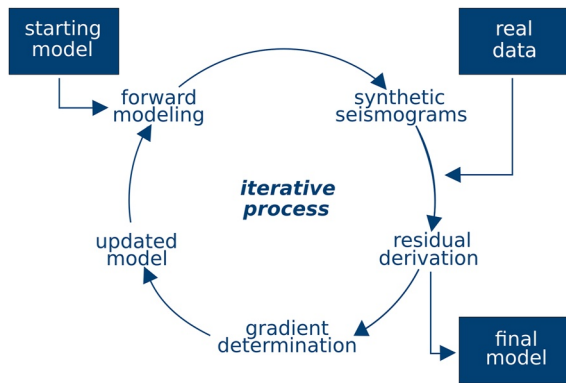 starting
model
real
data
forward
modeling
synthetic
seismograms
iterative
process
updated
model
residual
derivation
gradient
determination
final
model